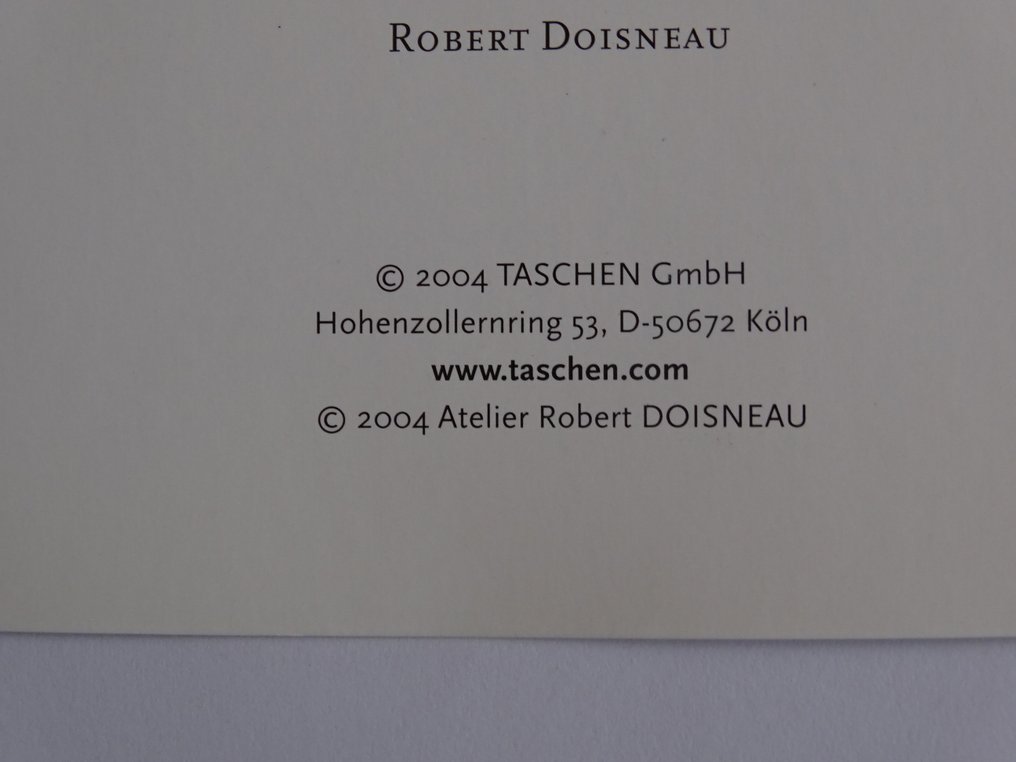 Robert Doisneau
© 2004 TASCHEN GmbH
Hohenzollernring 53, D-50672 Köln
www.taschen.com
© 2004 Atelier Robert DOISNEAU